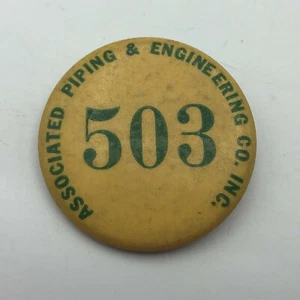 ASSOCIATED PIPING & ENGINEERING CO. INC.
503